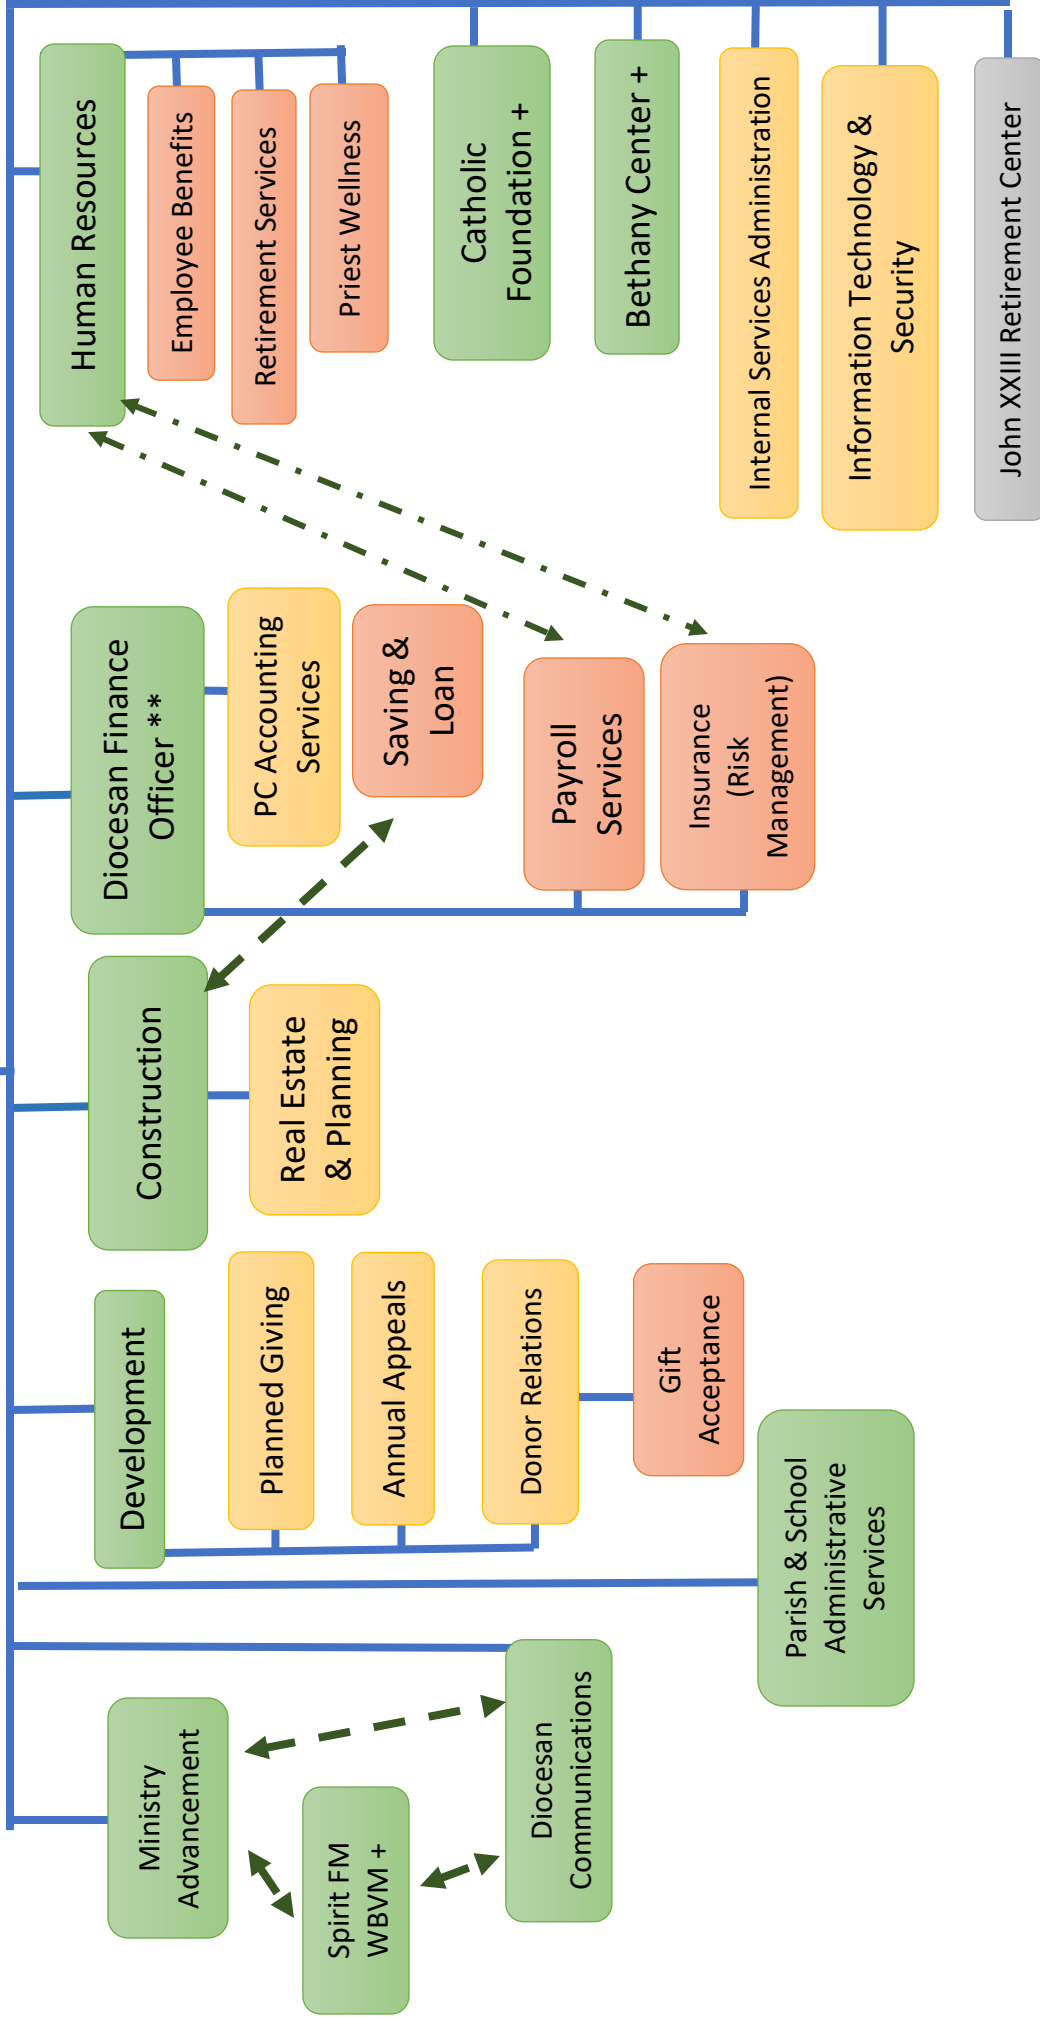 Ministry
Advancement
Spirit FM
WBVM +
Diocesan
Communications
Parish & School
Administrative
Services
Development
Planned Giving
Annual Appeals
Donor Relations
Gift
Acceptance
Construction
Real Estate
& Planning
Diocesan Finance
Officer **
PC Accounting
Services
Saving &
Loan
Payroll
Services
Insurance
(Risk
Management)
Human Resources
Employee Benefits
Retirement Services
Priest Wellness
Catholic
Foundation +
Bethany Center +
Internal Services Administration
Information Technology &
Security
John XXIII Retirement Center